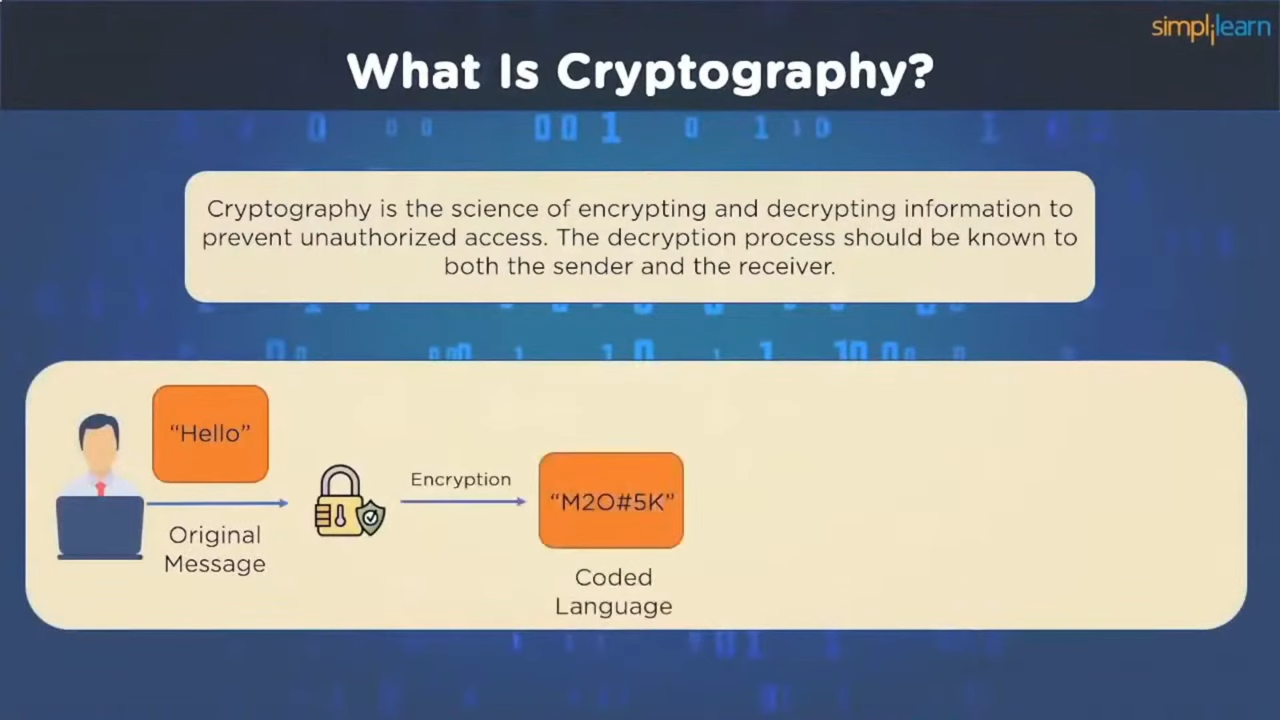 simplilearn
What Is Cryptography?
Cryptography is the science of encrypting and decrypting information to
prevent unauthorized access. The decryption process should be known to
both the sender and the receiver.
“Hello”
Original
Message
Encryption
“M2O#5K”
Coded
Language